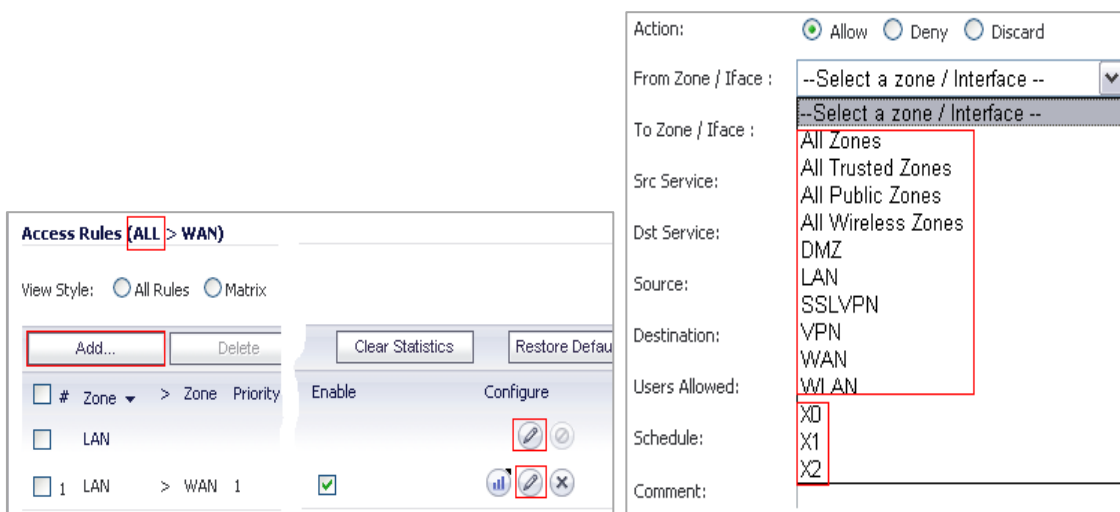 Access Rules (ALL > WAN)
View Style: All Rules Matrix
Add... Delete Clear Statistics Restore Defau
# Zone > Zone Priority Enable Configure
LAN
1 LAN > WAN 1
Action: Allow Deny Discard
From Zone / Iface : --Select a zone / Interface --
--Select a zone / Interface --
To Zone / Iface :
All Zones
All Trusted Zones
Src Service:
All Public Zones
All Wireless Zones
Dst Service:
DMZ
LAN
Source:
SSLVPN
Destination:
VPN
WAN
Users Allowed:
WLAN
X0
Schedule:
X1
X2
Comment: